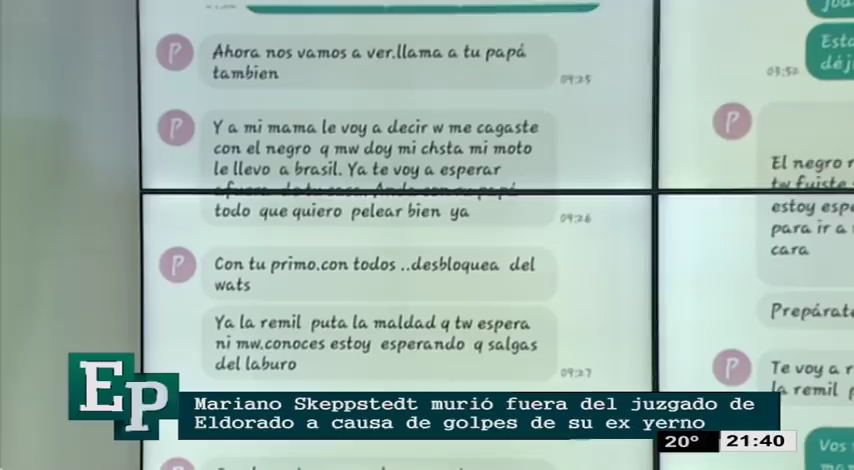 P
Ahora nos vamos a ver.llama a tu papá
tambien
09:25
P
Y a mi mama le voy a decir w me cagaste
con el negro q mw doy mi chsta mi moto
le llevo a brasil. Ya te voy a esperar
todo que quiero pelear bien ya
09:26
P
Con tu primo.con todos ..desbloquea del
wats
Ya la remil puta la maldad q tw espera
ni mw.conoces estoy esperando q salgas
del laburo
09:27
03:52
P
El negro
tw fuiste
estoy
para ir a
cara
P
Te voy a
la remil
Vos
EP
Mariano Skeppstedt murió fuera del juzgado de
Eldorado a causa de golpes de su ex yerno
20° 21:40